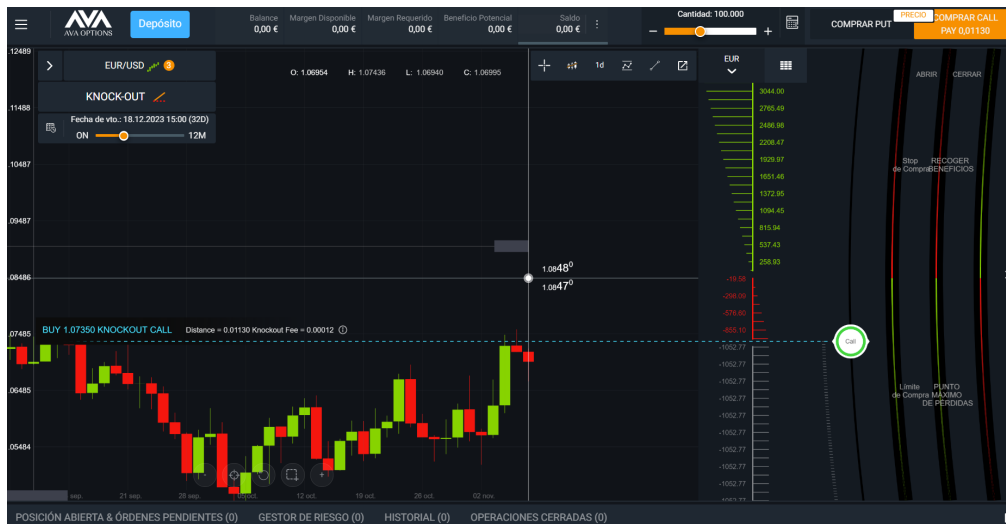 AVA
AVA OPTIONS
Depósito
Balance
0,00 €
Margen Disponible
0,00 €
Margen Requerido
0,00 €
Beneficio Potencial
0,00 €
Saldo
0,00 €
Cantidad: 100.000
COMPRAR PUT
PRECIO
COMPRAR CALL
PAY 0,01130
EUR/USD 3
KNOCK-OUT
Fecha de vto.: 18.12.2023 15:00 (32D)
ON 12M
O: 1.06954 H: 1.07436 L: 1.06940 C: 1.06995
1d
EUR
.12489
.11488
.10487
.09487
.08486
.07485
.06485
.05484
1.08480
1.08470
BUY 1.07350 KNOCKOUT CALL Distance = 0.01130 Knockout Fee = 0.00012
sep. 21 sep. 28 sep. 05 oct. 12 oct. 19 oct. 26 oct. 02 nov.
3044.00
2765.49
2486.98
2208.47
1929.97
1651.46
1372.95
1094.45
815.94
537.43
258.93
-19.58
-298.09
-576.60
-855.10
-1052.77
-1052.77
-1052.77
-1052.77
-1052.77
-1052.77
-1052.77
-1052.77
-1052.77
-1052.77
ABRIR CERRAR
Stop
de Compra
RECOGER
BENEFICIOS
Call
Límite
de Compra
PUNTO
MÁXIMO
DE PÉRDIDAS
POSICIÓN ABIERTA & ÓRDENES PENDIENTES (0) GESTOR DE RIESGO (0) HISTORIAL (0) OPERACIONES CERRADAS (0)